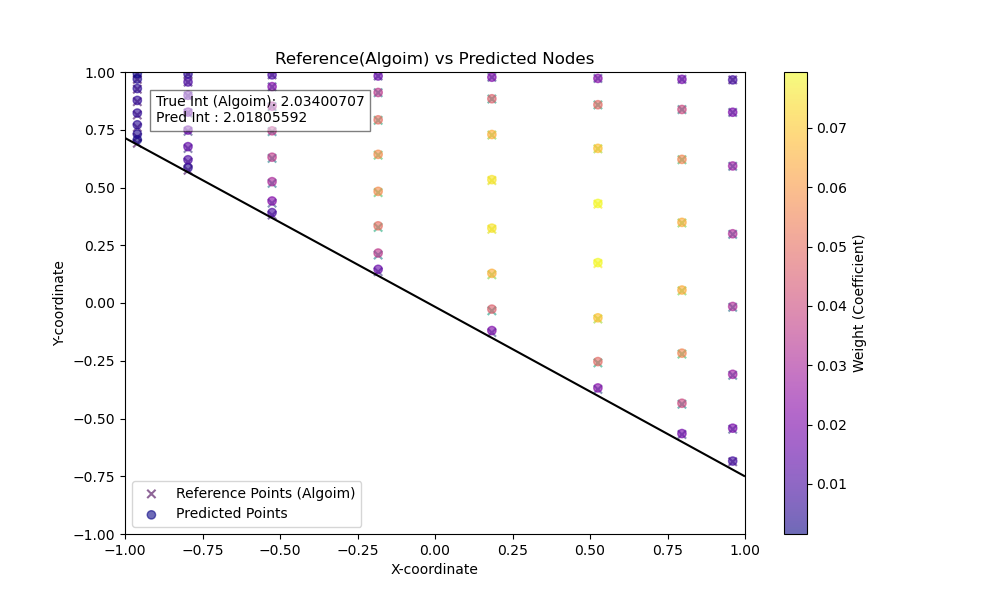 Reference(Algoim) vs Predicted Nodes
True Int (Algoim): 2.03400707
Pred Int : 2.01805592
Y-coordinate
1.00
0.75
0.50
0.25
0.00
−0.25
−0.50
−0.75
−1.00
Reference Points (Algoim)
Predicted Points
−1.00 −0.75 −0.50 −0.25 0.00 0.25 0.50 0.75 1.00
X-coordinate
0.07
0.06
0.05
0.04
0.03
0.02
0.01
Weight (Coefficient)